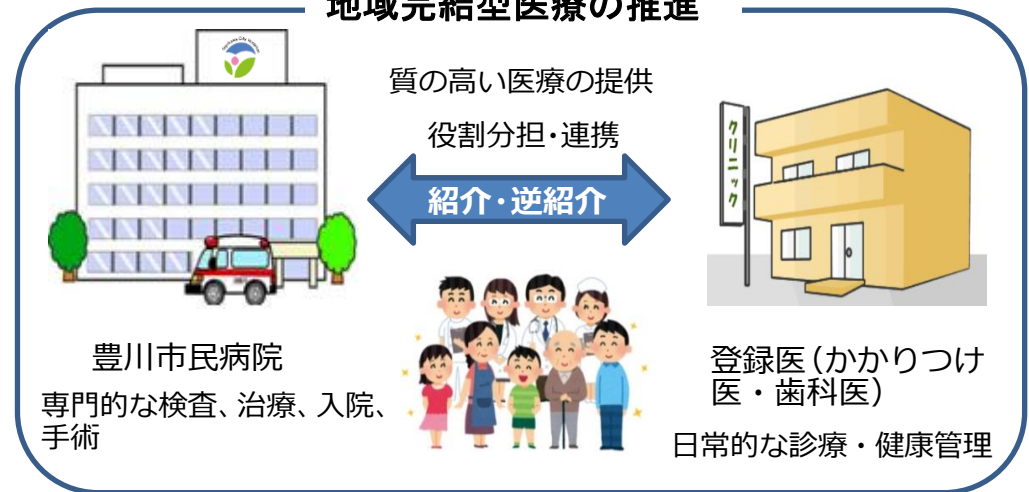 地域完結型医療の推進
質の高い医療の提供
役割分担・連携
紹介・逆紹介
クリニック
豊川市民病院
専門的な検査、治療、入院、
手術
登録医(かかりつけ
医・歯科医)
日常的な診療・健康管理